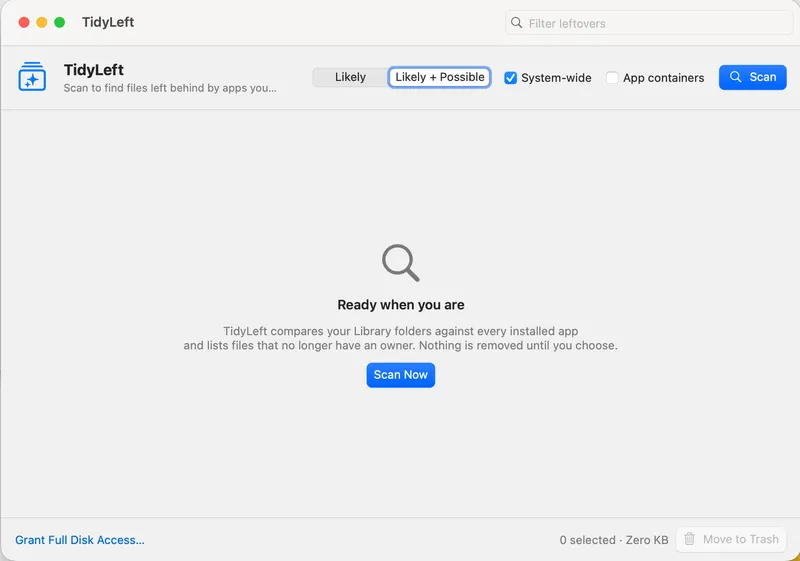 TidyLeft
Filter leftovers
TidyLeft
Scan to find files left behind by apps you…
Likely
Likely + Possible
System-wide
App containers
Scan
Ready when you are
TidyLeft compares your Library folders against every installed app
and lists files that no longer have an owner. Nothing is removed until you choose.
Scan Now
Grant Full Disk Access…
0 selected · Zero KB
Move to Trash